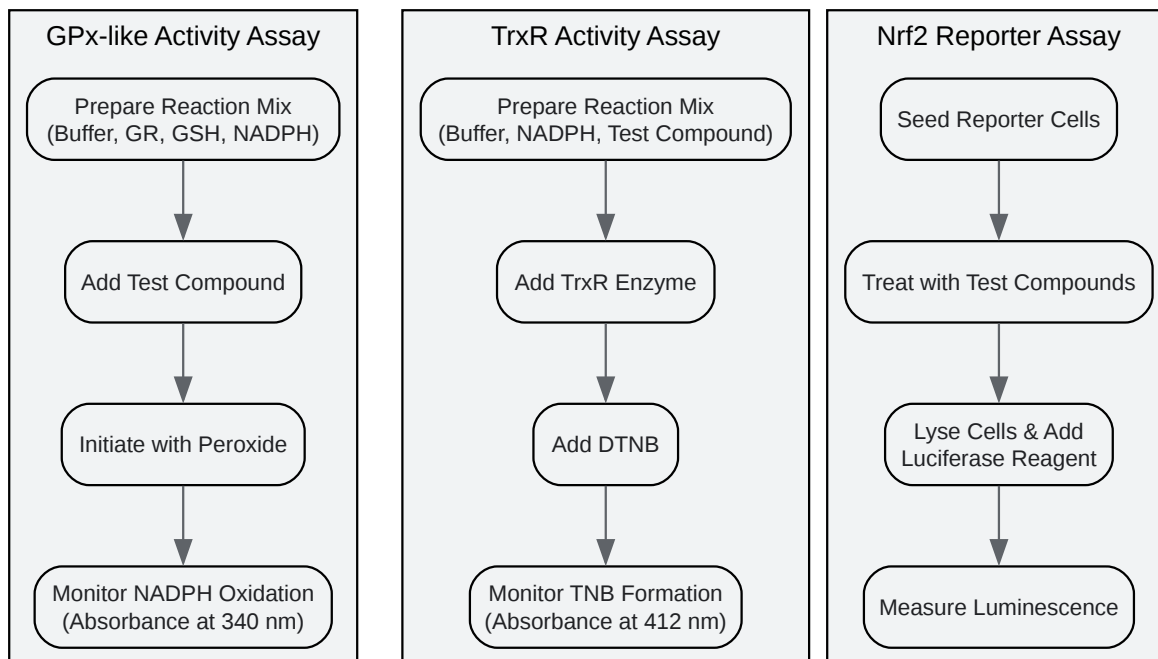 GPx-like Activity Assay
Prepare Reaction Mix
(Buffer, GR, GSH, NADPH)
Add Test Compound
Initiate with Peroxide
Monitor NADPH Oxidation
(Absorbance at 340 nm)
TrxR Activity Assay
Prepare Reaction Mix
(Buffer, NADPH, Test Compound)
Add TrxR Enzyme
Add DTNB
Monitor TNB Formation
(Absorbance at 412 nm)
Nrf2 Reporter Assay
Seed Reporter Cells
Treat with Test Compounds
Lyse Cells & Add
Luciferase Reagent
Measure Luminescence